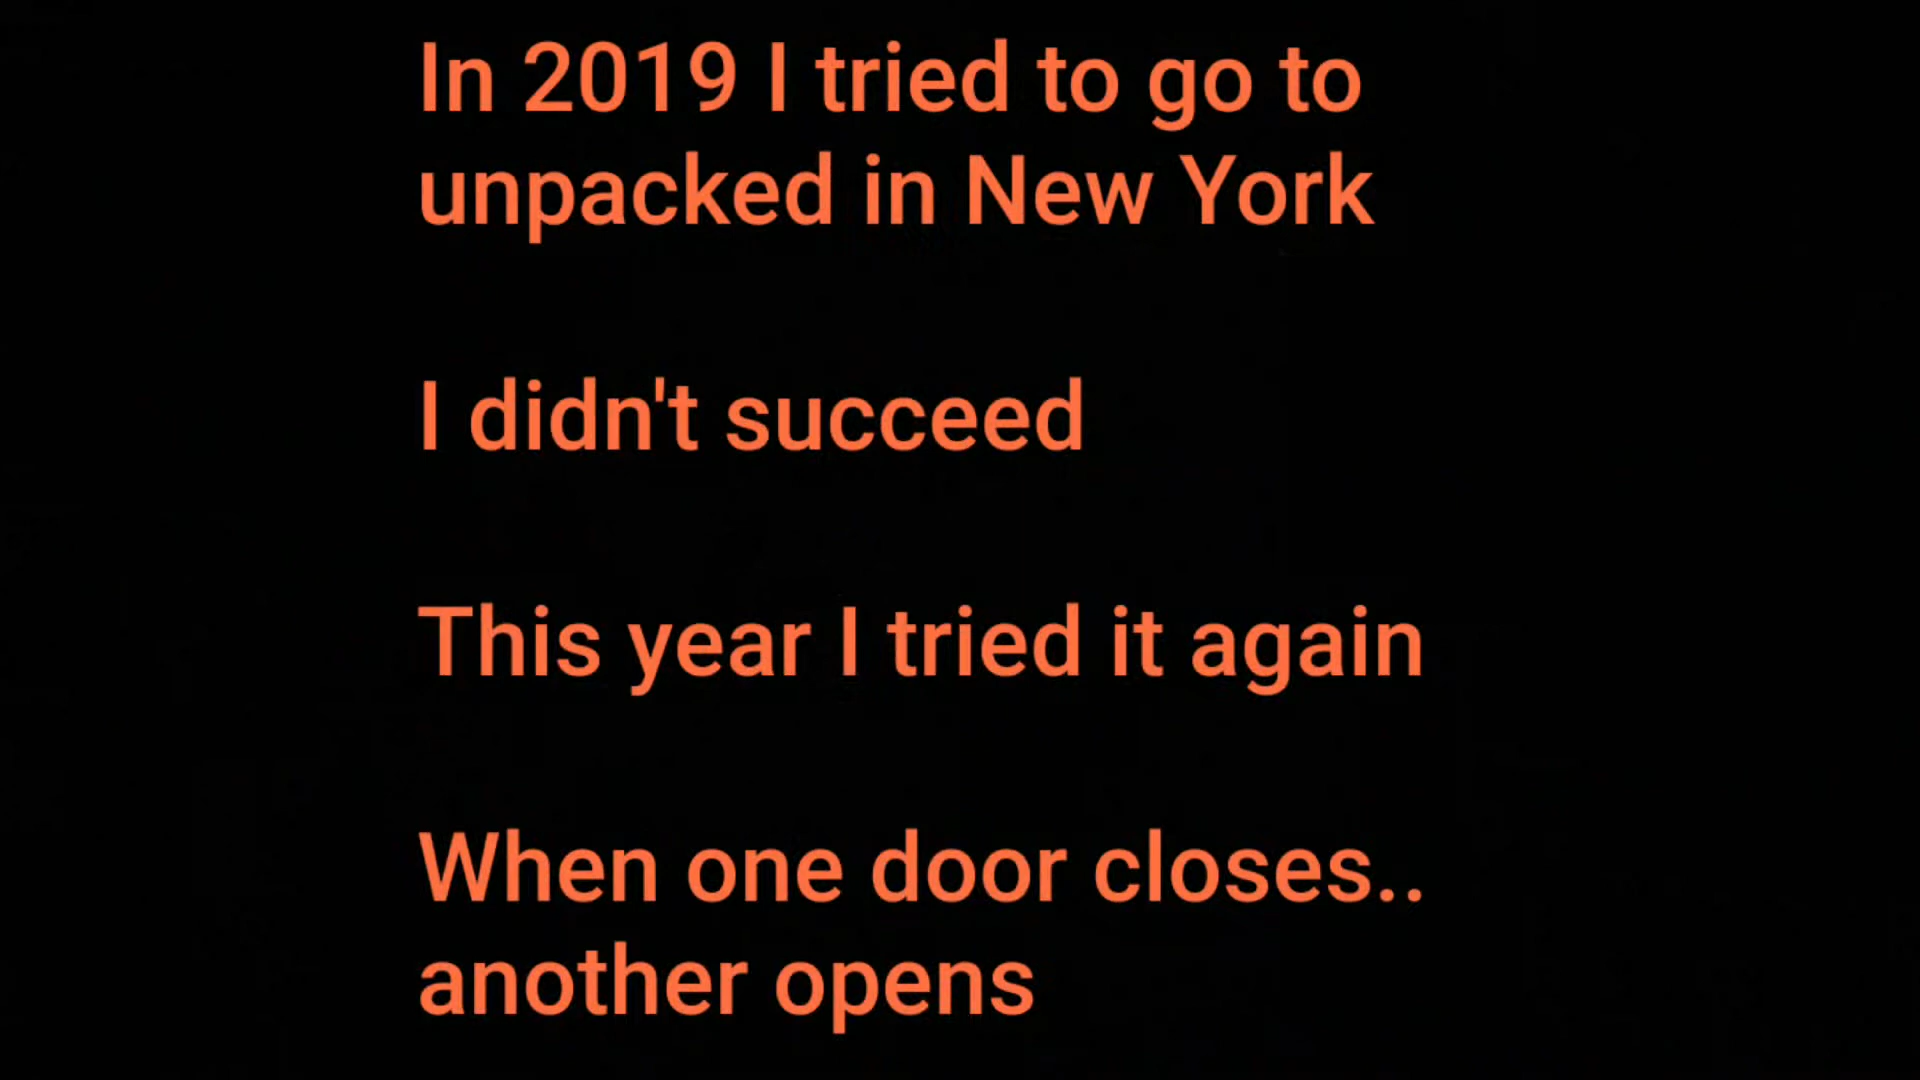 In 2019 I tried to go to
unpacked in New York
I didn't succeed
This year I tried it again
When one door closes..
another opens